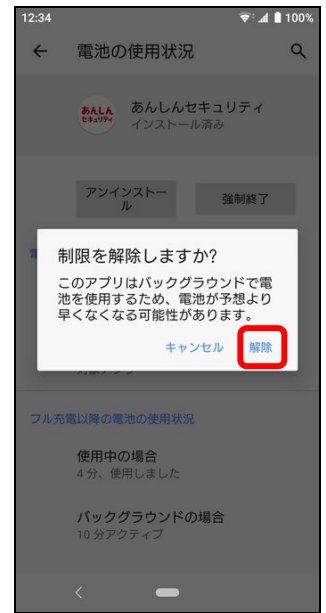 12:34
100%
電池の使用状況
あんしん
セキュリティ
あんしんセキュリティ
インストール済み
アンインストー
ル
強制終了
電
制限を解除しますか?
このアプリはバックグラウンドで電
池を使用するため、電池が予想より
早くなくなる可能性があります。
キャンセル
解除
フル充電以降の電池の使用状況
使用中の場合
4 分、使用しました
バックグラウンドの場合
10 分アクティブ